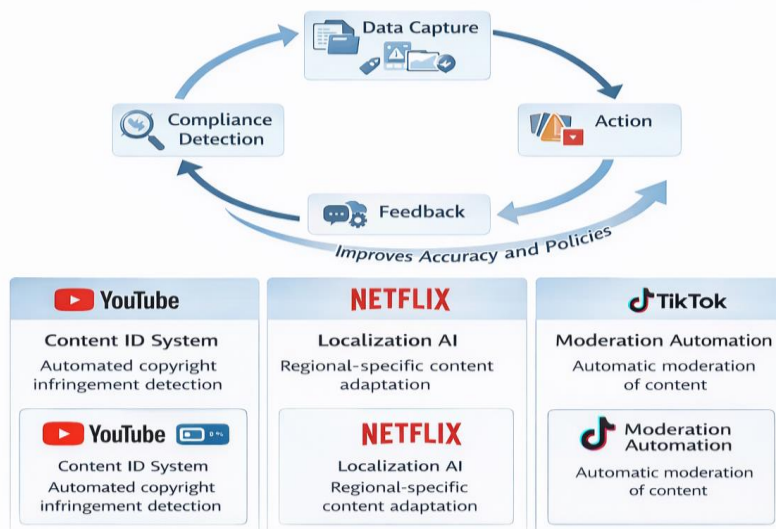 Data Capture
Compliance
Detection
Action
Feedback
Improves Accuracy and Policies
YouTube
Content ID System
Automated copyright
infringement detection
YouTube
Content ID System
Automated copyright
infringement detection
NETFLIX
Localization AI
Regional-specific content
adaptation
NETFLIX
Localization AI
Regional-specific
content adaptation
TikTok
Moderation Automation
Automatic moderation
of content
Moderation
Automation
Automatic moderation
of content